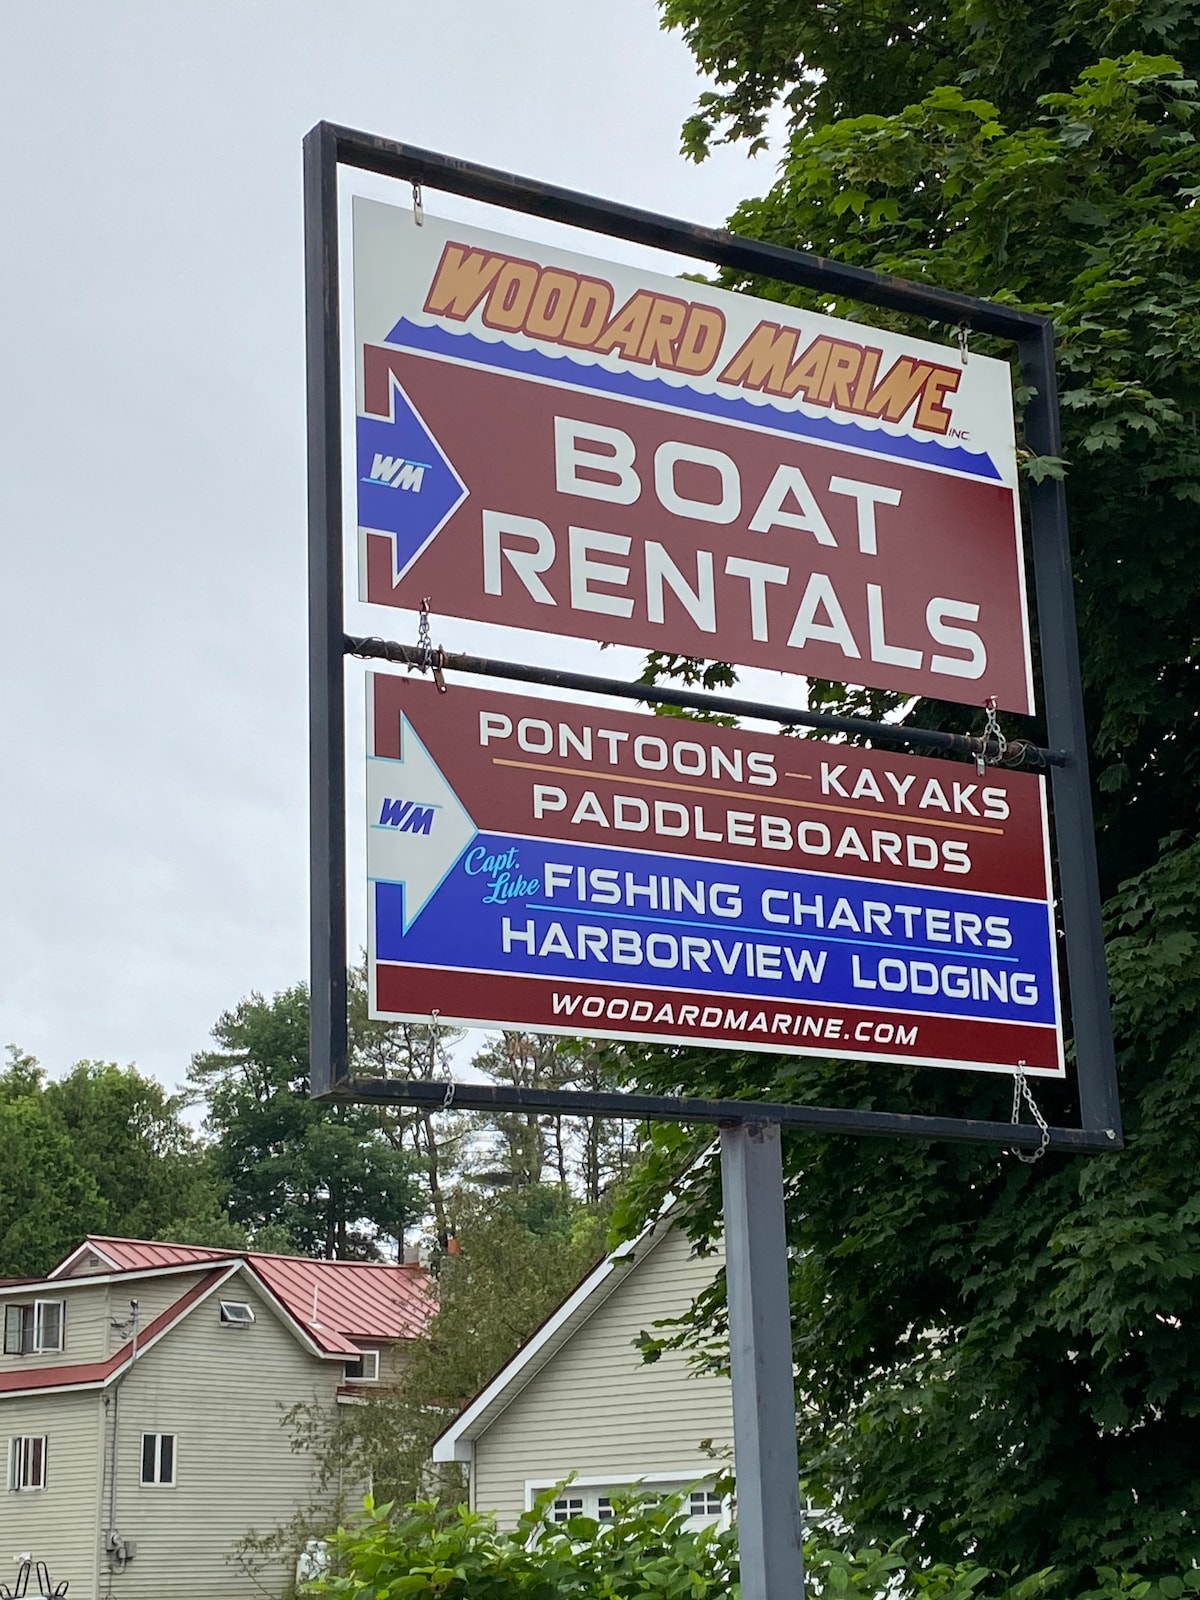 WOODARD MARINE INC.
WM
BOAT
RENTALS
PONTOONS - KAYAKS
PADDLEBOARDS
WM
Capt. Luke FISHING CHARTERS
HARBORVIEW LODGING
WOODARDMARINE.COM